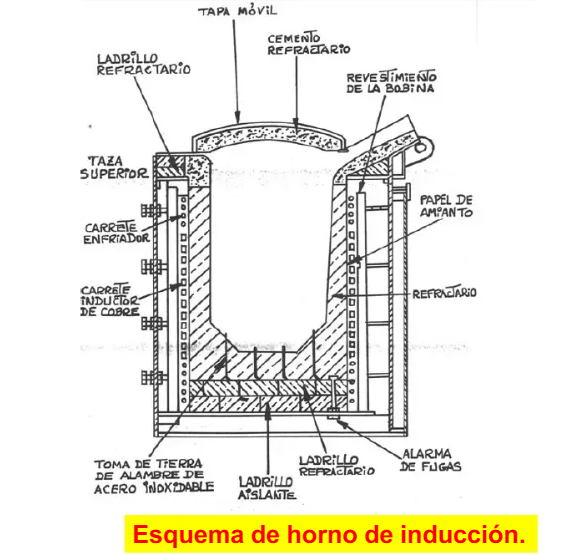 TAPA MÓVIL
CEMENTO
REFRACTARIO
LADRILLO
REFRACTARIO
REVESTIMIENTO
DE LA BOBINA
TAZA
SUPERIOR
PAPEL DE
AMIANTO
CARRETE
ENFRIADOR
CARRETE
INDUCTOR
DE COBRE
REFRACTARIO
TOMA DE TIERRA
DE ALAMBRE DE
ACERO INOXIDABLE
LADRILLO
AISLANTE
LADRILLO
REFRACTARIO
ALARMA
DE FUGAS
Esquema de horno de inducción.